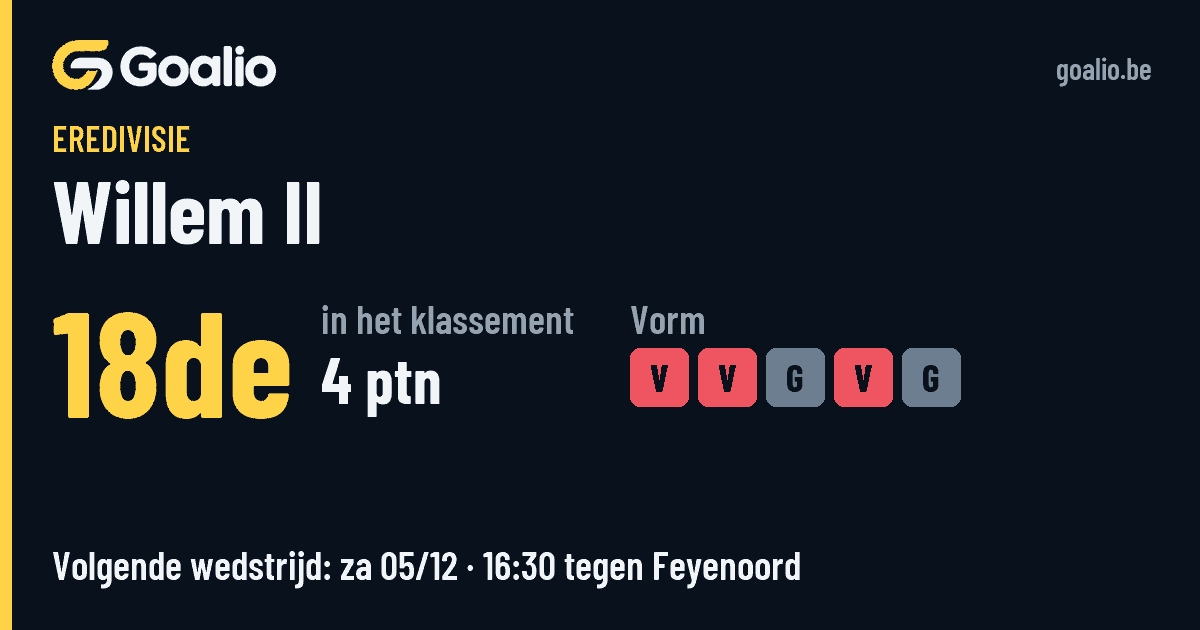 Goalio
goalio.be
EREDIVISIE
Willem II
18de
in het klassement
4 ptn
Vorm
V V G V G
Volgende wedstrijd: za 05/12 · 16:30 tegen Feyenoord